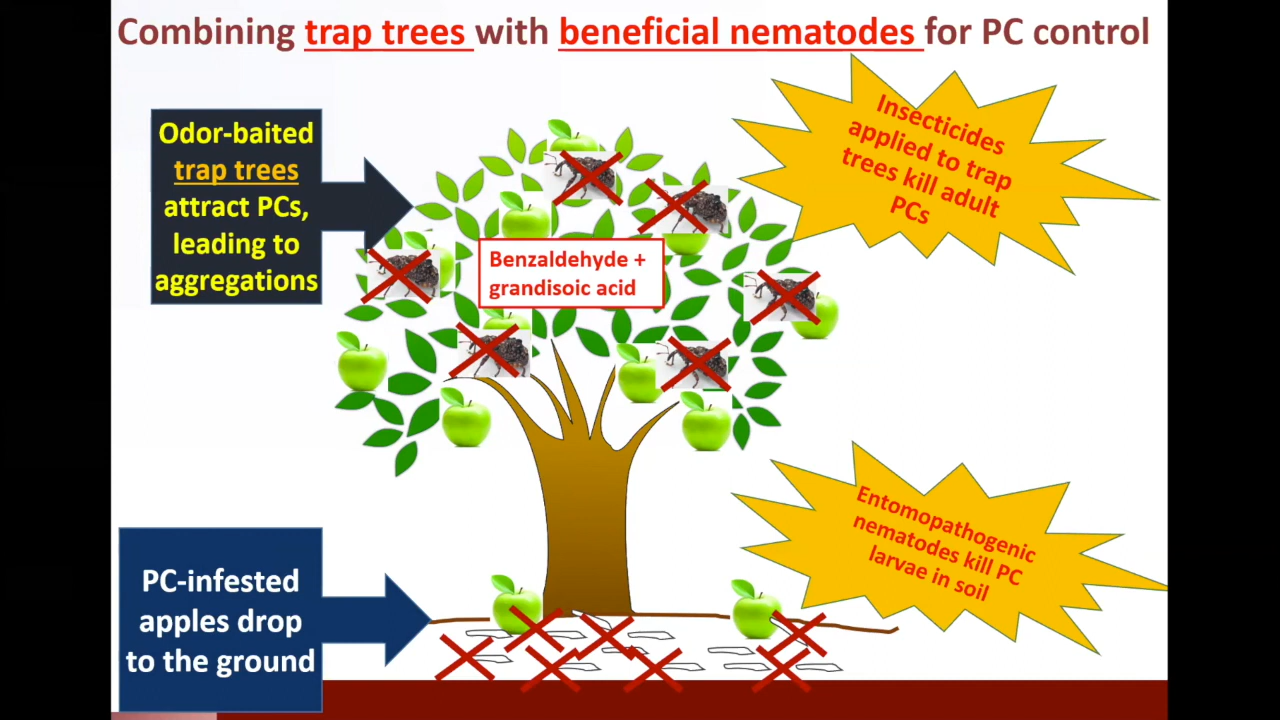 Combining trap trees with beneficial nematodes for PC control
Odor-baited
trap trees
attract PCs,
leading to
aggregations
Insecticides
applied to trap
trees kill adult
PCs
Benzaldehyde +
grandisoic acid
PC-infested
apples drop
to the ground
Entomopathogenic
nematodes kill PC
larvae in soil